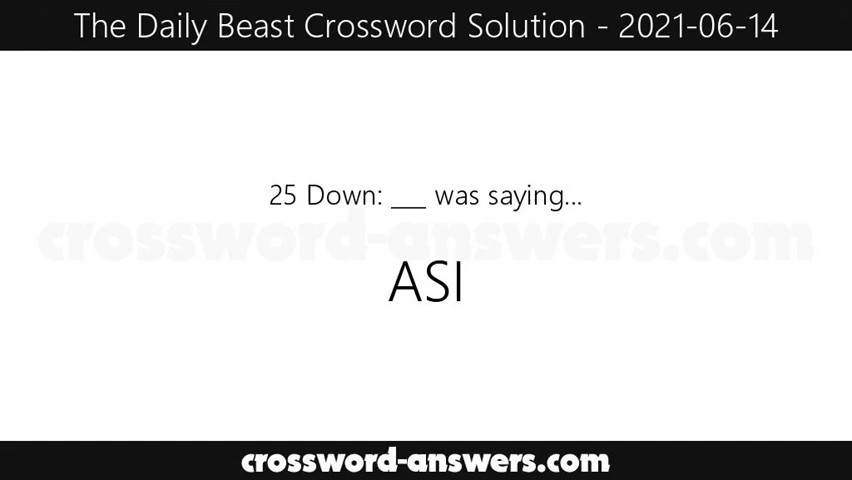 The Daily Beast Crossword Solution - 2021-06-14
25 Down: ___ was saying...
crossword-answers.com
ASI
crossword-answers.com